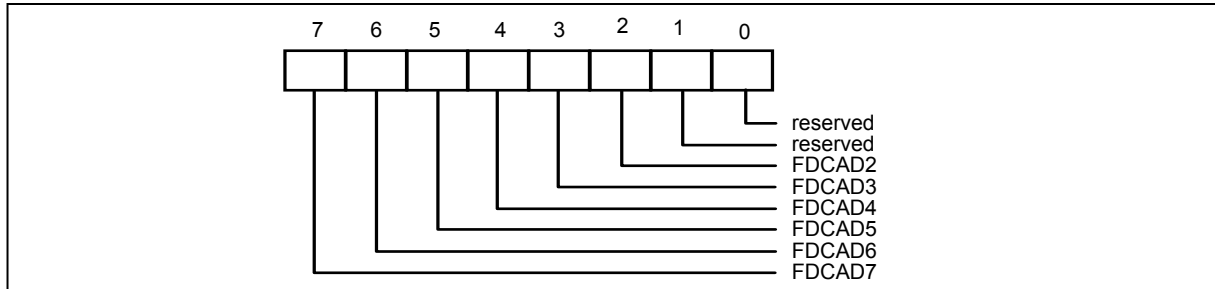 7 6 5 4 3 2 1 0
reserved
reserved
FDCAD2
FDCAD3
FDCAD4
FDCAD5
FDCAD6
FDCAD7